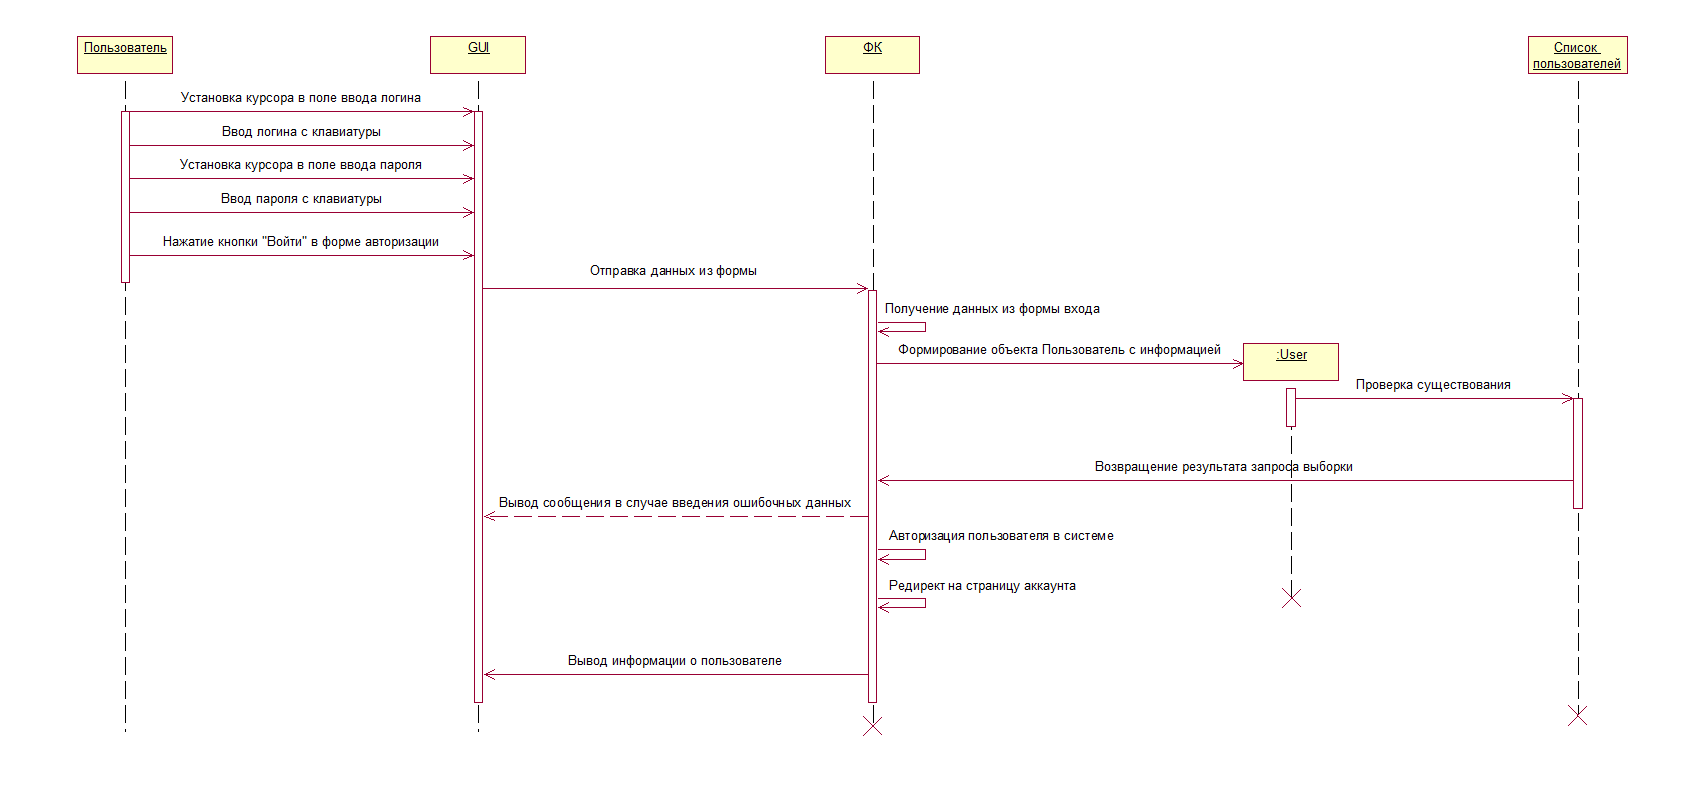 Пользователь
GUI
ФК
Список
пользователей
Установка курсора в поле ввода логина
Ввод логина с клавиатуры
Установка курсора в поле ввода пароля
Ввод пароля с клавиатуры
Нажатие кнопки "Войти" в форме авторизации
Отправка данных из формы
Получение данных из формы входа
Формирование объекта Пользователь с информацией
:User
Проверка существования
Возвращение результата запроса выборки
Вывод сообщения в случае введения ошибочных данных
Авторизация пользователя в системе
Редирект на страницу аккаунта
Вывод информации о пользователе